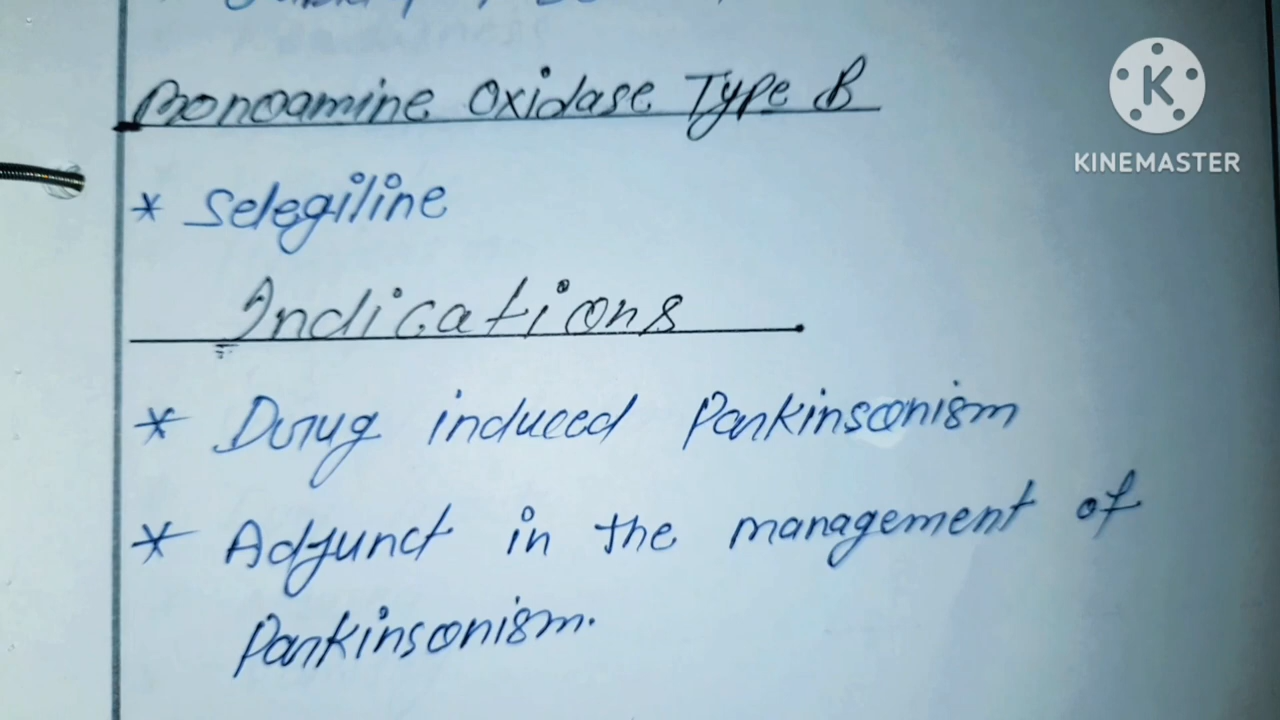 Monoamine Oxidase Type B
KINEMASTER
* Selegiline
Indications
* Drug induced Parkinsonism
* Adjunct in the management of
Parkinsonism.